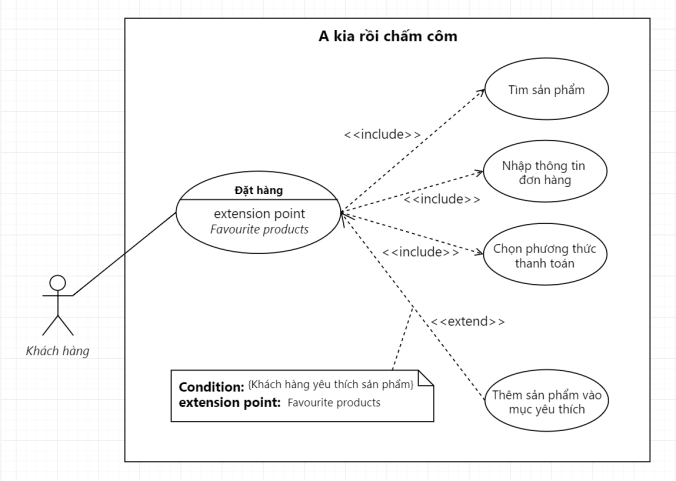 A kia rồi chấm côm
Tìm sản phẩm
<<include>>
Nhập thông tin
đơn hàng
Đặt hàng
<<include>>
extension point
Favourite products
Chọn phương thức
thanh toán
<<include>>
<<extend>>
Khách hàng
Condition: {Khách hàng yêu thích sản phẩm}
extension point: Favourite products
Thêm sản phẩm vào
mục yêu thích